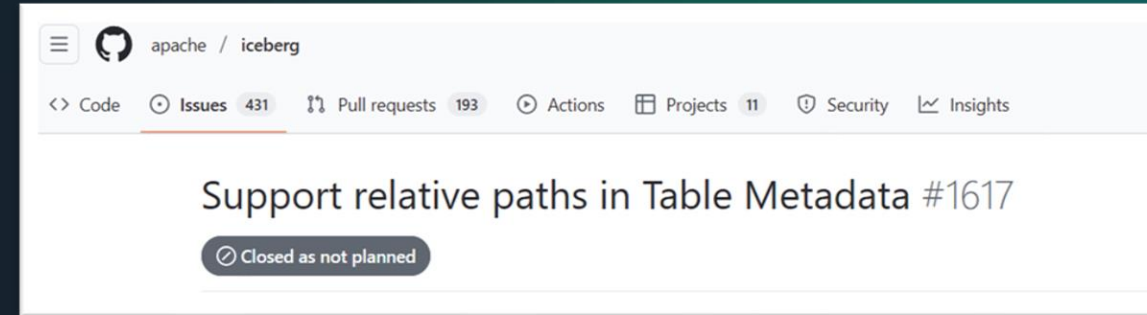 apache / iceberg
<> Code Issues 431 Pull requests 193 Actions Projects 11 Security Insights
Support relative paths in Table Metadata #1617
Closed as not planned